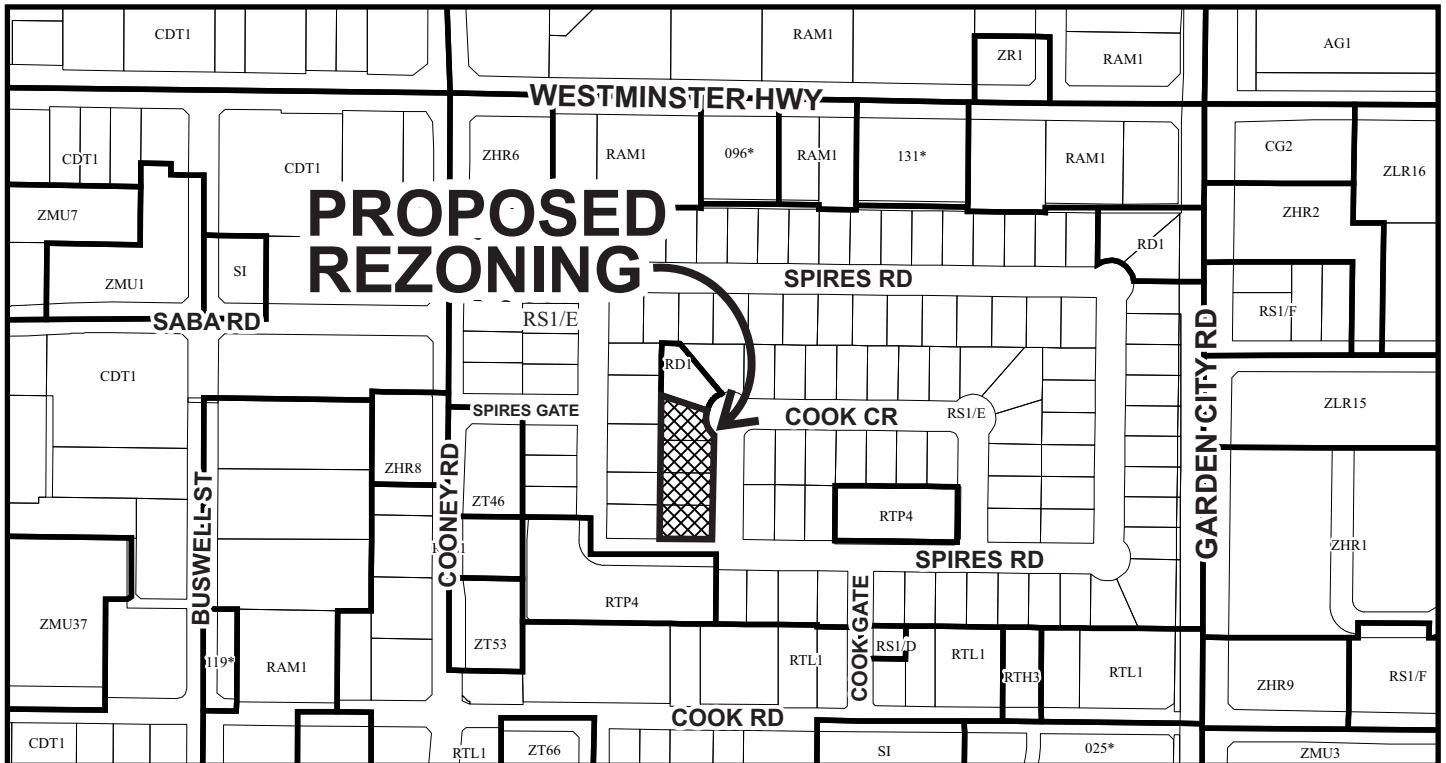 CDT1
RAM1
ZR1
RAM1
AG1
WESTMINSTER HWY
CDT1
CDT1
ZHR6
RAM1
096*
RAM1
131*
RAM1
CG2
ZLR16
ZMU7
PROPOSED
REZONING
ZHR2
RD1
SI
ZMU1
SPIRES RD
SABA RD
RS1/E
RS1/F
GARDEN CITY RD
CDT1
RD1
SPIRES GATE
COOK CR
RS1/E
ZLR15
BUSWELL ST
ZHR8
COONEY RD
ZT46
RTP4
SPIRES RD
ZHR1
ZMU37
RTP4
COOK GATE
119*
RAM1
ZT53
RTL1
RS1/D
RTL1
RTH3
RTL1
ZHR9
RS1/F
COOK RD
CDT1
RTL1
ZT66
SI
025*
ZMU3